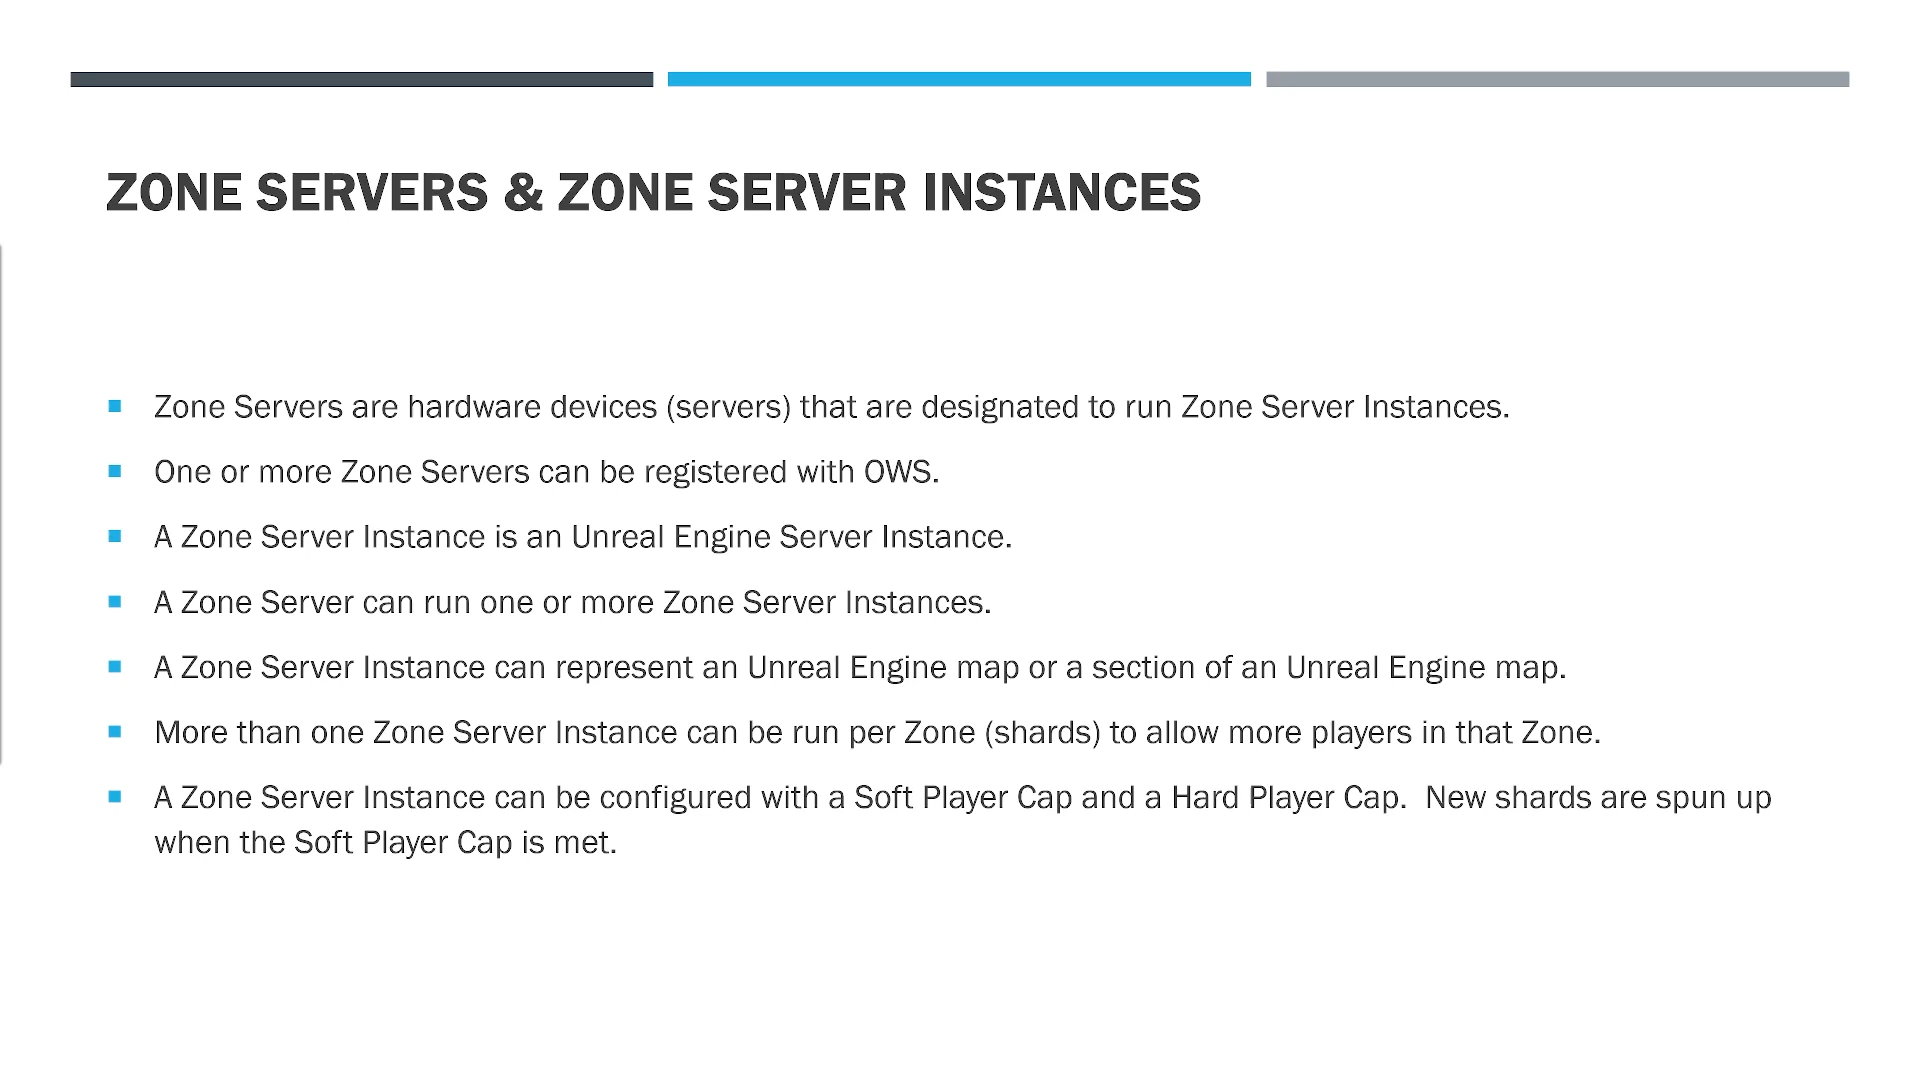 ZONE SERVERS & ZONE SERVER INSTANCES
Zone Servers are hardware devices (servers) that are designated to run Zone Server Instances.
One or more Zone Servers can be registered with OWS.
A Zone Server Instance is an Unreal Engine Server Instance.
A Zone Server can run one or more Zone Server Instances.
A Zone Server Instance can represent an Unreal Engine map or a section of an Unreal Engine map.
More than one Zone Server Instance can be run per Zone (shards) to allow more players in that Zone.
A Zone Server Instance can be configured with a Soft Player Cap and a Hard Player Cap.  New shards are spun up
when the Soft Player Cap is met.